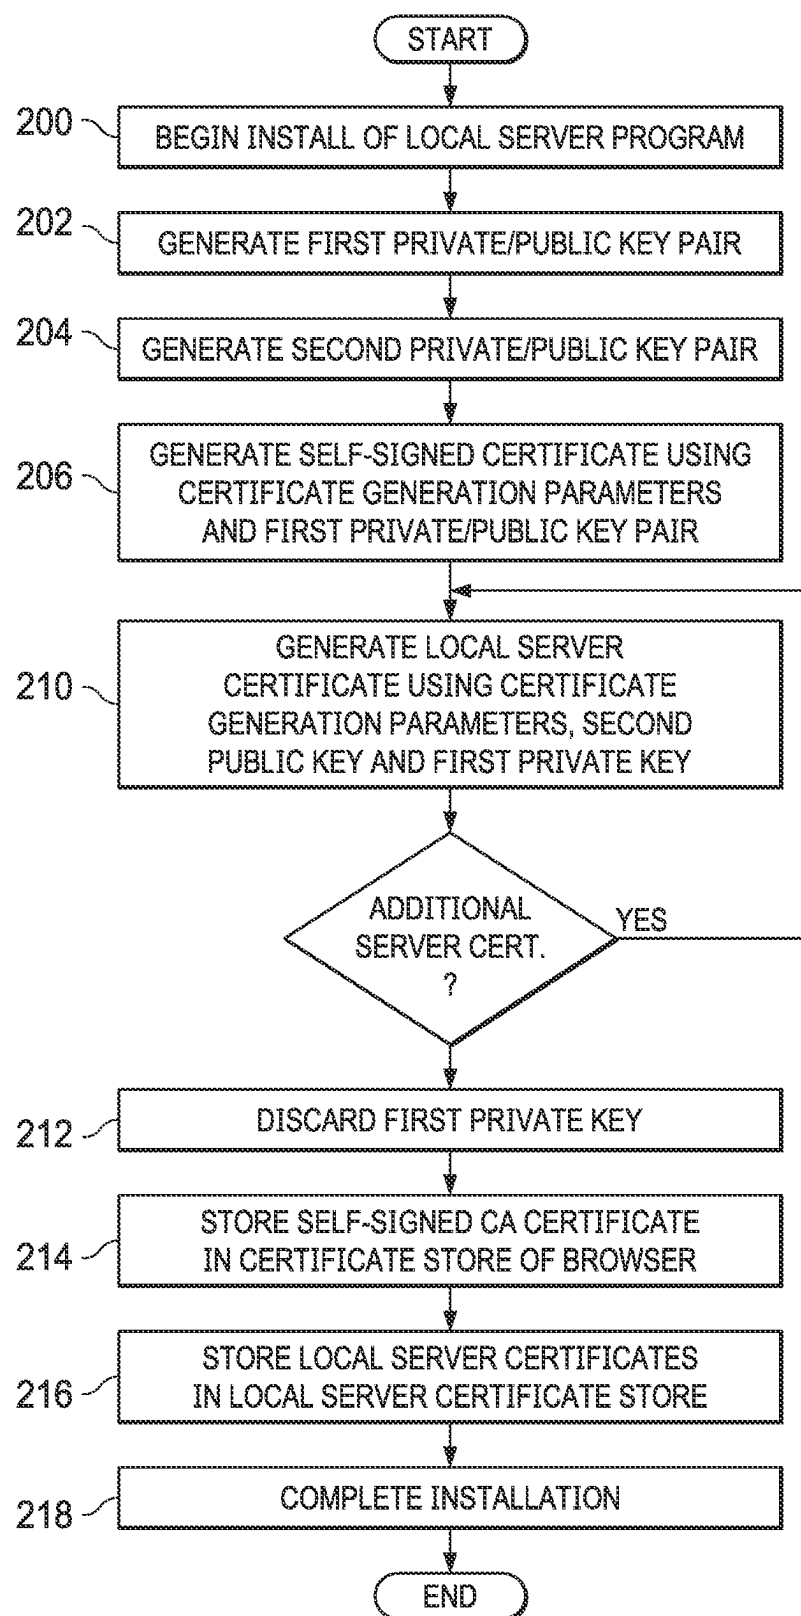 START
200
BEGIN INSTALL OF LOCAL SERVER PROGRAM
202
GENERATE FIRST PRIVATE/PUBLIC KEY PAIR
204
GENERATE SECOND PRIVATE/PUBLIC KEY PAIR
206
GENERATE SELF-SIGNED CERTIFICATE USING
CERTIFICATE GENERATION PARAMETERS
AND FIRST PRIVATE/PUBLIC KEY PAIR
210
GENERATE LOCAL SERVER
CERTIFICATE USING CERTIFICATE
GENERATION PARAMETERS, SECOND
PUBLIC KEY AND FIRST PRIVATE KEY
ADDITIONAL
SERVER CERT.
?
YES
212
DISCARD FIRST PRIVATE KEY
214
STORE SELF-SIGNED CA CERTIFICATE
IN CERTIFICATE STORE OF BROWSER
216
STORE LOCAL SERVER CERTIFICATES
IN LOCAL SERVER CERTIFICATE STORE
218
COMPLETE INSTALLATION
END